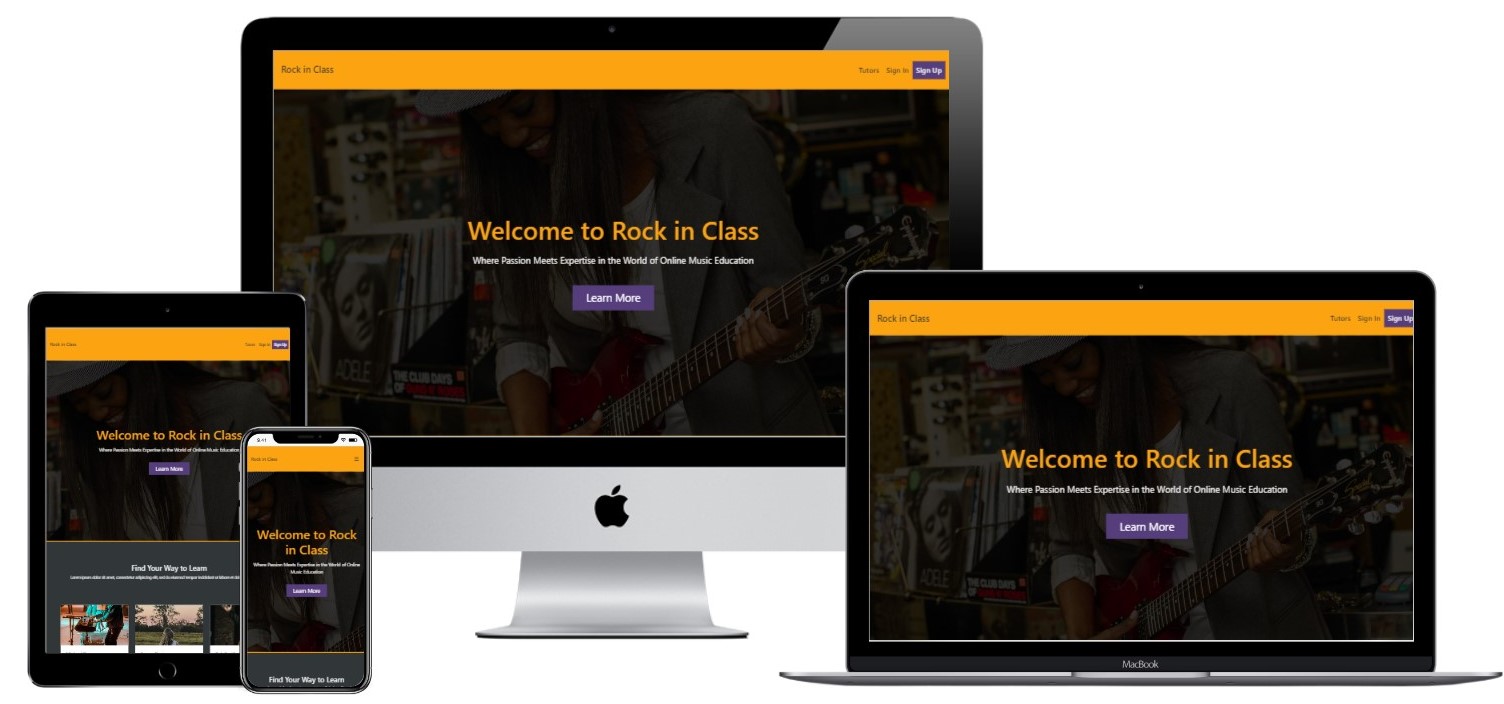 Rock in Class
Tutors Sign In Sign Up
Welcome to Rock in Class
Where Passion Meets Expertise in the World of Online Music Education
Learn More
ADELE
THE CLUB DAYS
OF GUNS N' ROSES
Rock in Class
Tutors Sign In Sign Up
Welcome to Rock in Class
Where Passion Meets Expertise in the World of Online Music Education
Learn More
ADELE
THE CLUB DAYS
MacBook
Rock in Class
Tutors Sign In Sign Up
Welcome to Rock in Class
Where Passion Meets Expertise in the World of Online Music Education
Learn More
Find Your Way to Learn
9:41
Rock in Class
Welcome to Rock
in Class
Where Passion Meets Expertise in the World of Online
Music Education
Learn More
Find Your Way to Learn